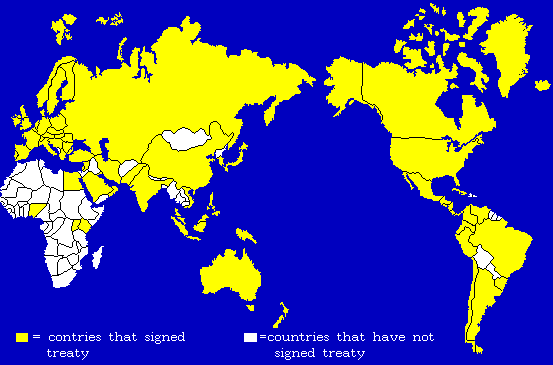 = contries that signed
treaty
=countries that have not
signed treaty